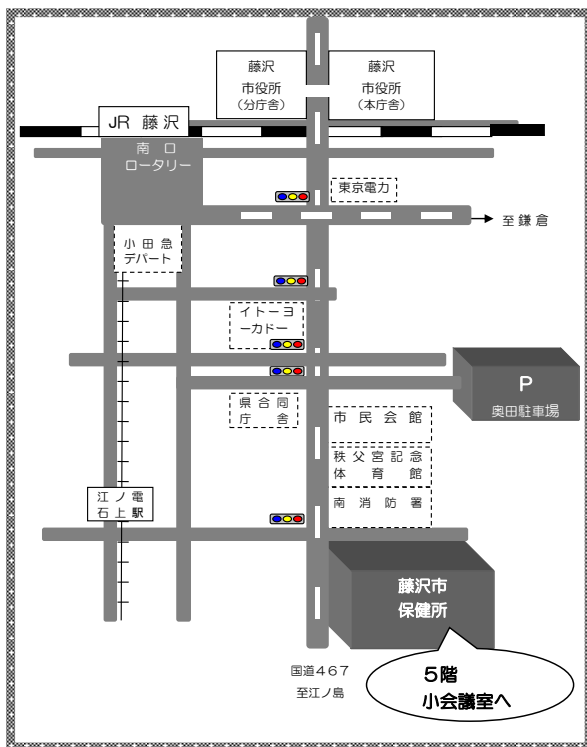 藤沢
市役所
(分庁舎)
藤沢
市役所
(本庁舎)
JR 藤沢
南 口
ロータリー
東京電力
至鎌倉
小田急
デパート
イトーヨ
ーカドー
P
奥田駐車場
県合同
庁 舎
市民会館
秩父宮記念
体 育 館
南 消 防 署
江ノ電
石上駅
藤沢市
保健所
国道467
至江ノ島
5階
小会議室へ